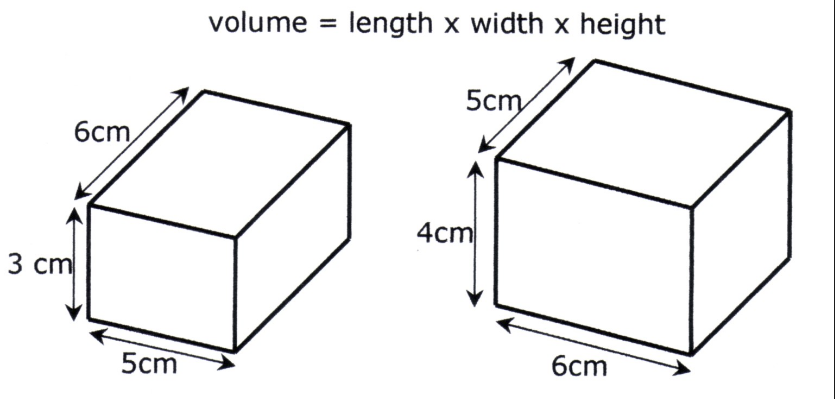 volume = length x width x height
6cm
3 cm
5cm
5cm
4cm
6cm